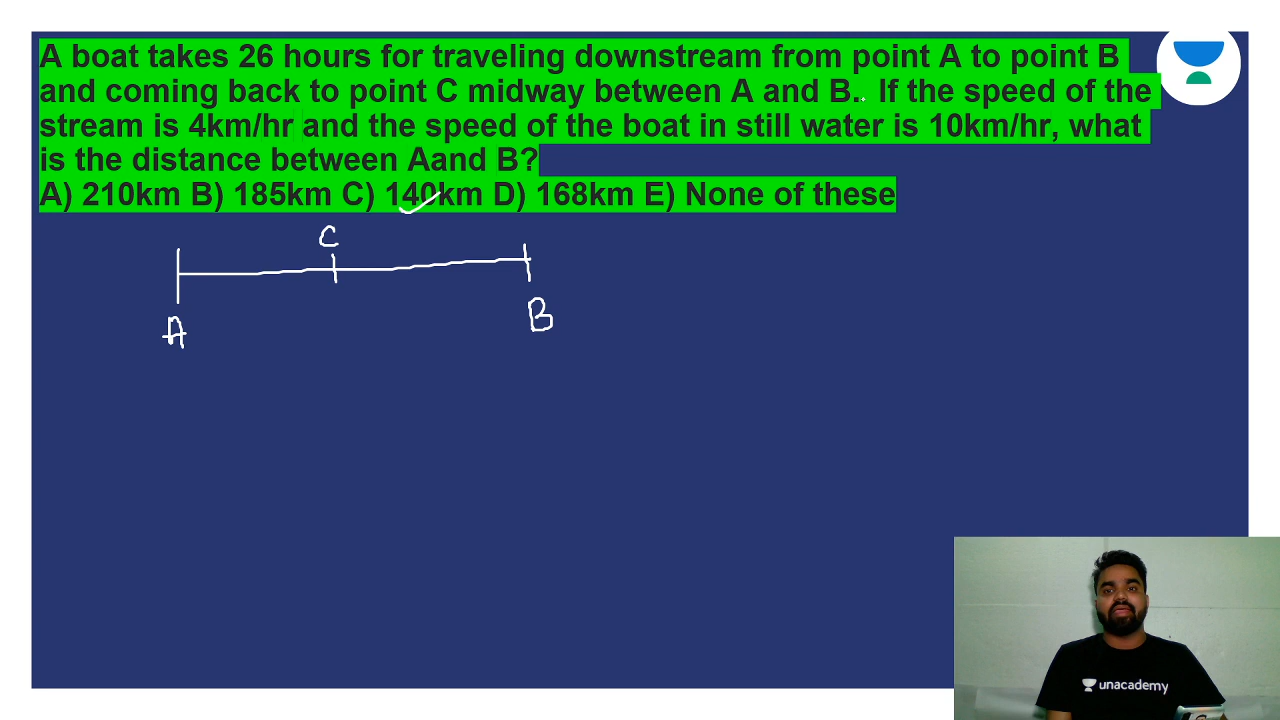 A boat takes 26 hours for traveling downstream from point A to point B
and coming back to point C midway between A and B.. If the speed of the
stream is 4km/hr and the speed of the boat in still water is 10km/hr, what
is the distance between Aand B?
A) 210km B) 185km C) 140km D) 168km E) None of these
C
A
B
unacademy